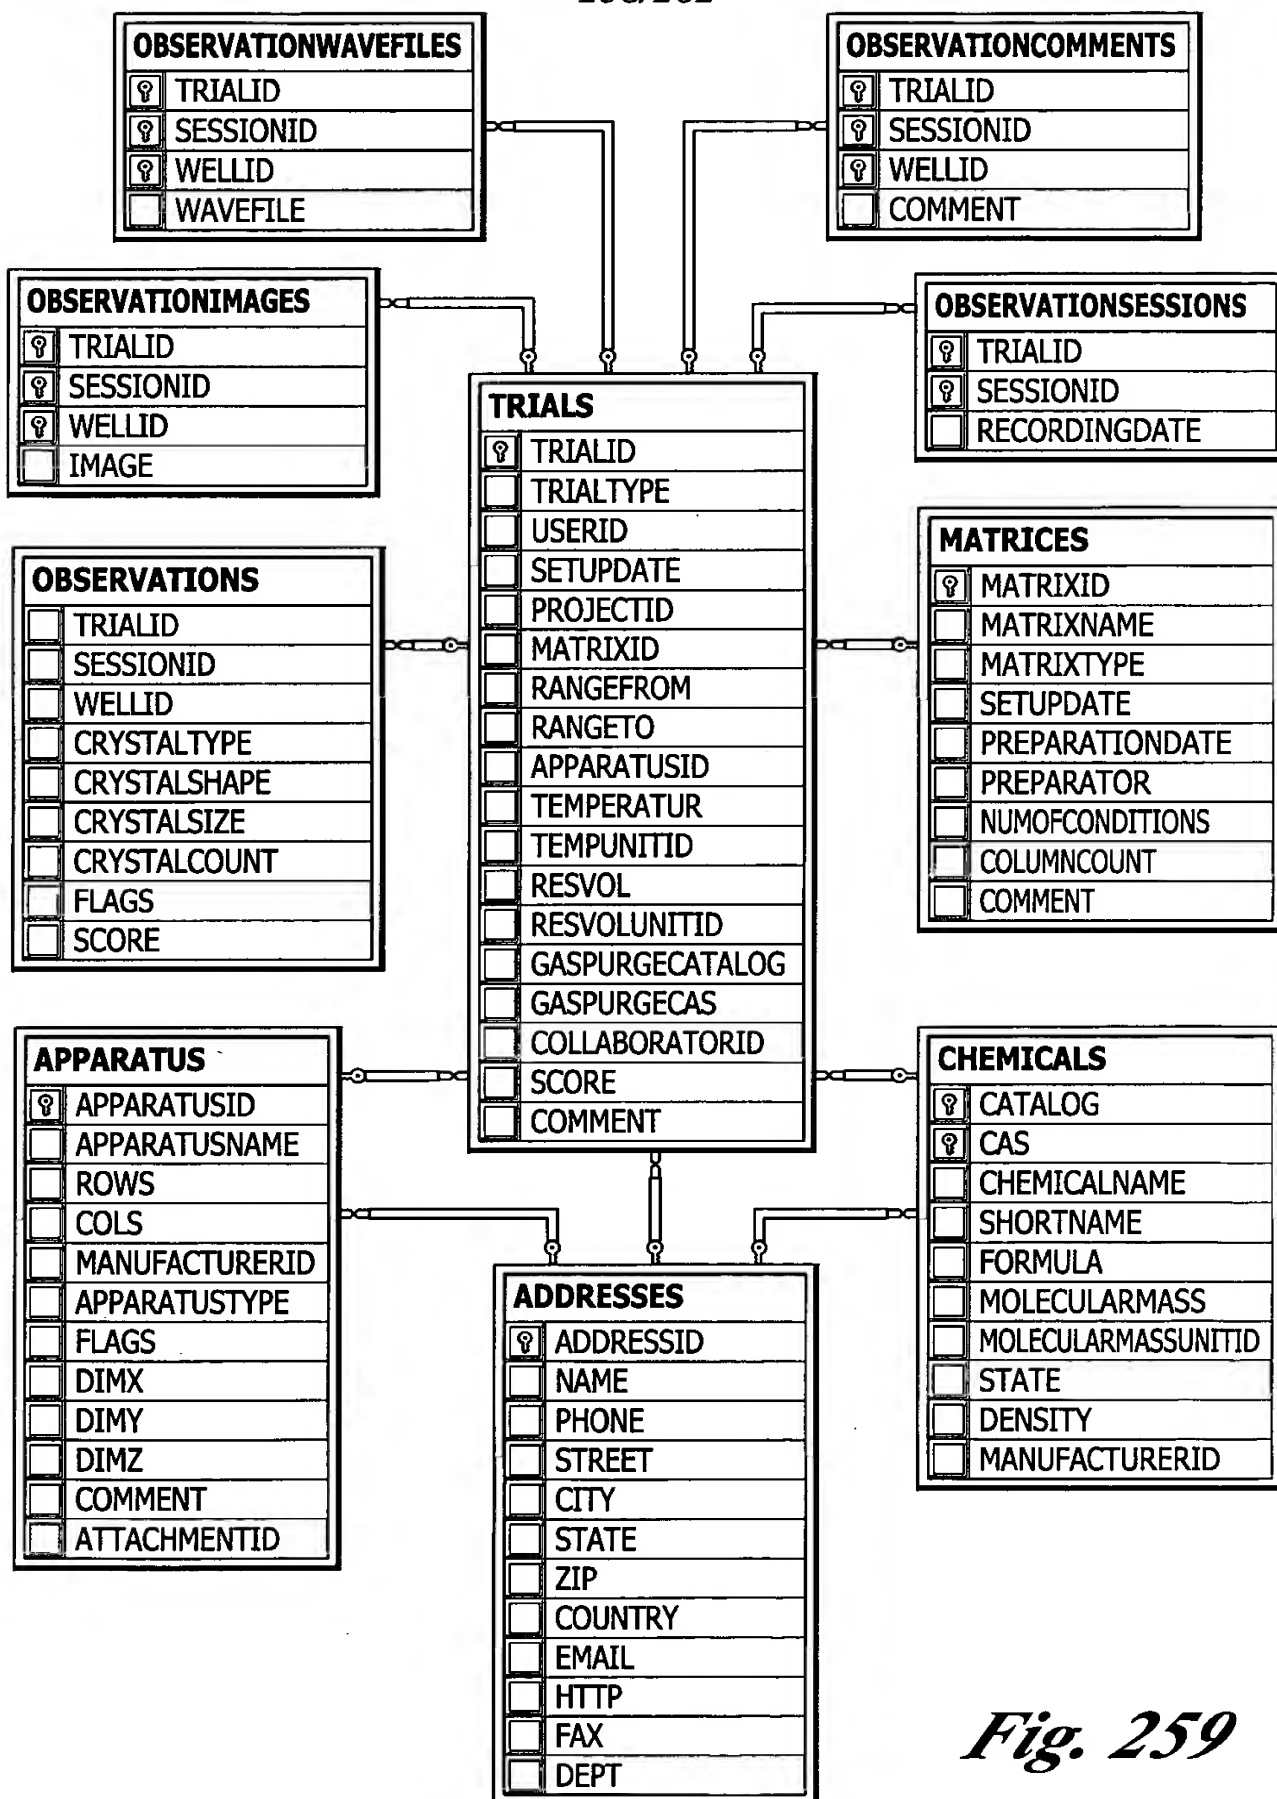 OBSERVATIONWAVEFILES
TRIALID
SESSIONID
WELLID
WAVEFILE
OBSERVATIONCOMMENTS
TRIALID
SESSIONID
WELLID
COMMENT
OBSERVATIONIMAGES
TRIALID
SESSIONID
WELLID
IMAGE
OBSERVATIONSESSIONS
TRIALID
SESSIONID
RECORDINGDATE
TRIALS
TRIALID
TRIALTYPE
USERID
SETUPDATE
PROJECTID
MATRIXID
RANGEFROM
RANGETO
APPARATUSID
TEMPERATUR
TEMPUNITID
RESVOL
RESVOLUNITID
GASPURGECATALOG
GASPURGECAS
COLLABORATORID
SCORE
COMMENT
OBSERVATIONS
TRIALID
SESSIONID
WELLID
CRYSTALTYPE
CRYSTALSHAPE
CRYSTALSIZE
CRYSTALCOUNT
FLAGS
SCORE
MATRICES
MATRIXID
MATRIXNAME
MATRIXTYPE
SETUPDATE
PREPARATIONDATE
PREPARATOR
NUMOFCONDITIONS
COLUMNCOUNT
COMMENT
APPARATUS
APPARATUSID
APPARATUSNAME
ROWS
COLS
MANUFACTURERID
APPARATUSTYPE
FLAGS
DIMX
DIMY
DIMZ
COMMENT
ATTACHMENTID
CHEMICALS
CATALOG
CAS
CHEMICALNAME
SHORTNAME
FORMULA
MOLECULARMASS
MOLECULARMASSUNITID
STATE
DENSITY
MANUFACTURERID
ADDRESSES
ADDRESSID
NAME
PHONE
STREET
CITY
STATE
ZIP
COUNTRY
EMAIL
HTTP
FAX
DEPT
Fig. 259